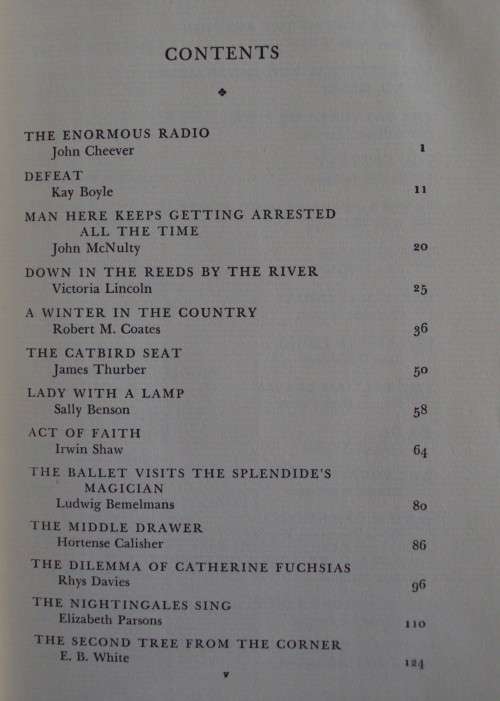 CONTENTS
THE ENORMOUS RADIO
John Cheever 1
DEFEAT
Kay Boyle 11
MAN HERE KEEPS GETTING ARRESTED
ALL THE TIME
John McNulty 20
DOWN IN THE REEDS BY THE RIVER
Victoria Lincoln 25
A WINTER IN THE COUNTRY
Robert M. Coates 36
THE CATBIRD SEAT
James Thurber 50
LADY WITH A LAMP
Sally Benson 58
ACT OF FAITH
Irwin Shaw 64
THE BALLET VISITS THE SPLENDIDE'S
MAGICIAN
Ludwig Bemelmans 80
THE MIDDLE DRAWER
Hortense Calisher 86
THE DILEMMA OF CATHERINE FUCHSIAS
Rhys Davies 96
THE NIGHTINGALES SING
Elizabeth Parsons 110
THE SECOND TREE FROM THE CORNER
E. B. White 124
v